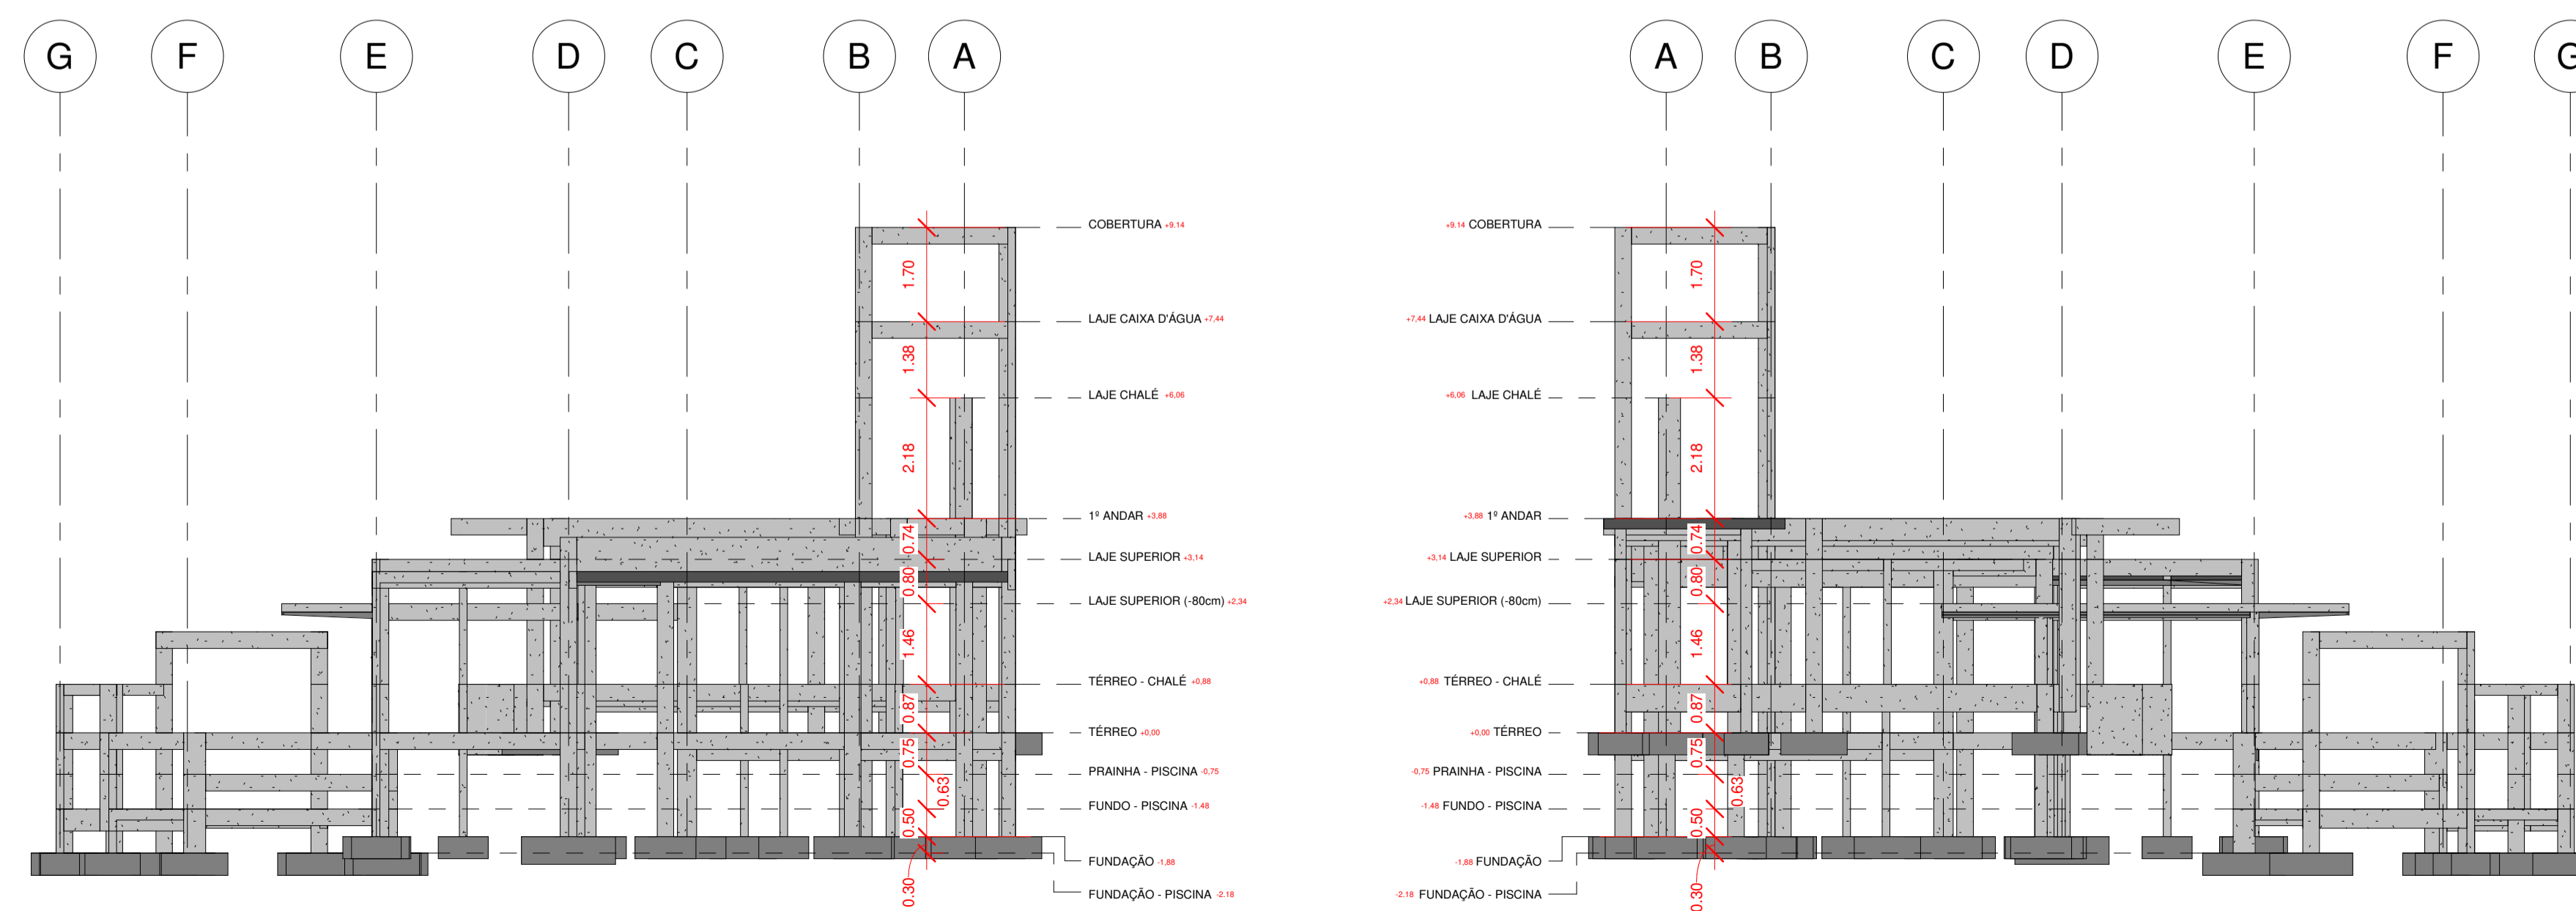 G F E D C B A A B C D E F G
COBERTURA +9.14
+9.14 COBERTURA
1.70
1.70
LAJE CAIXA D'ÁGUA +7,44
+7,44 LAJE CAIXA D'ÁGUA
1.38
1.38
LAJE CHALÉ +6,06
+6,06 LAJE CHALÉ
2.18
2.18
1º ANDAR +3,88
+3,88 1º ANDAR
0.74
0.74
LAJE SUPERIOR +3,14
+3,14 LAJE SUPERIOR
0.80
0.80
LAJE SUPERIOR (-80cm) +2,34
+2,34 LAJE SUPERIOR (-80cm)
1.46
1.46
TÉRREO - CHALÉ +0,88
+0,88 TÉRREO - CHALÉ
0.87
0.87
TÉRREO +0,00
+0,00 TÉRREO
0.75
0.75
PRAINHA - PISCINA -0,75
-0,75 PRAINHA - PISCINA
0.63
0.63
FUNDO - PISCINA -1.48
-1.48 FUNDO - PISCINA
0.50
0.50
FUNDAÇÃO -1,88
-1,88 FUNDAÇÃO
0.30
0.30
FUNDAÇÃO - PISCINA -2.18
-2.18 FUNDAÇÃO - PISCINA